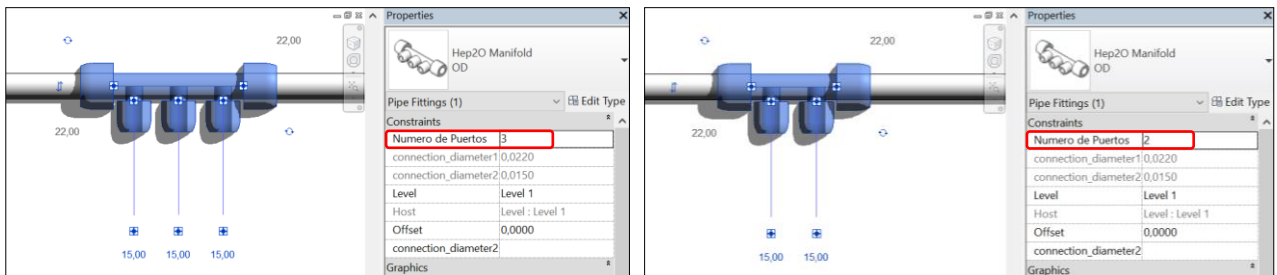 22,00
22,00
15,00 15,00 15,00
Properties
Hep2O Manifold
OD
Pipe Fittings (1)
Edit Type
Constraints
Numero de Puertos 3
connection_diameter1 0,0220
connection_diameter2 0,0150
Level Level 1
Host Level : Level 1
Offset 0,0000
connection_diameter2
Graphics
22,00
22,00
15,00 15,00
Properties
Hep2O Manifold
OD
Pipe Fittings (1)
Edit Type
Constraints
Numero de Puertos 2
connection_diameter1 0,0220
connection_diameter2 0,0150
Level Level 1
Host Level : Level 1
Offset 0,0000
connection_diameter2
Graphics